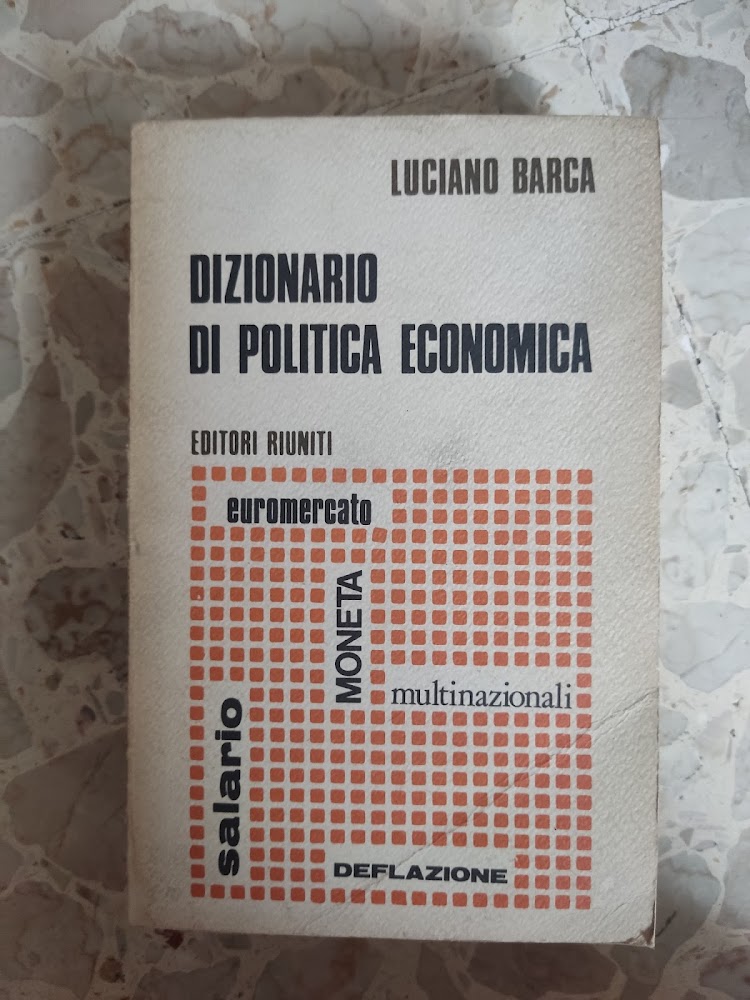 LUCIANO BARCA
DIZIONARIO
DI POLITICA ECONOMICA
EDITORI RIUNITI
euromercato
MONETA
multinazionali
salario
DEFLAZIONE